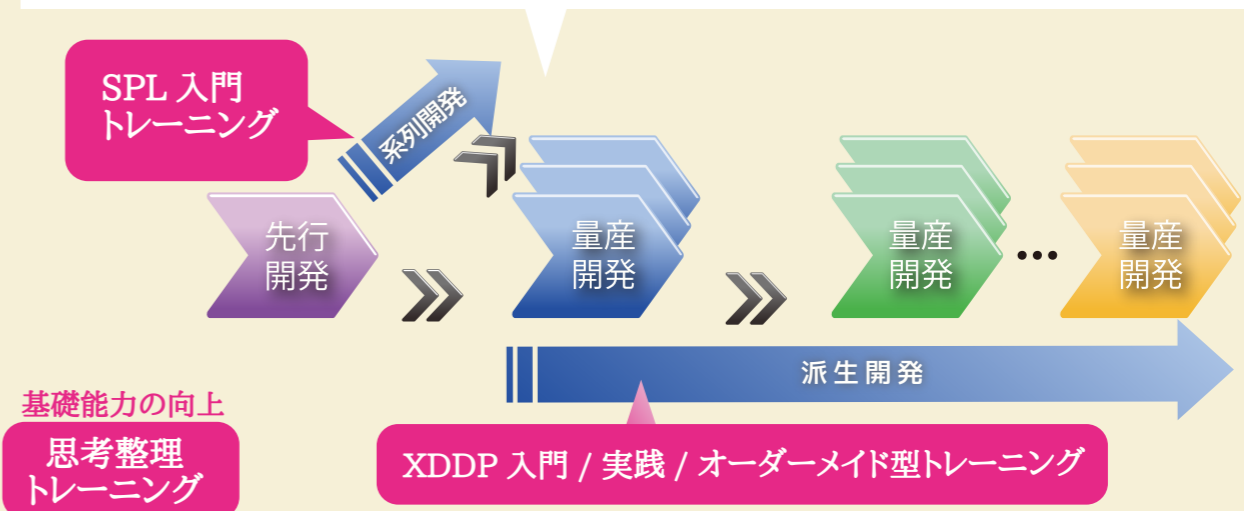 SPL 入門
トレーニング
系列開発
先行
開発
量産
開発
量産
開発
...
量産
開発
派生開発
基礎能力の向上
思考整理
トレーニング
XDDP 入門 / 実践 / オーダーメイド型トレーニング